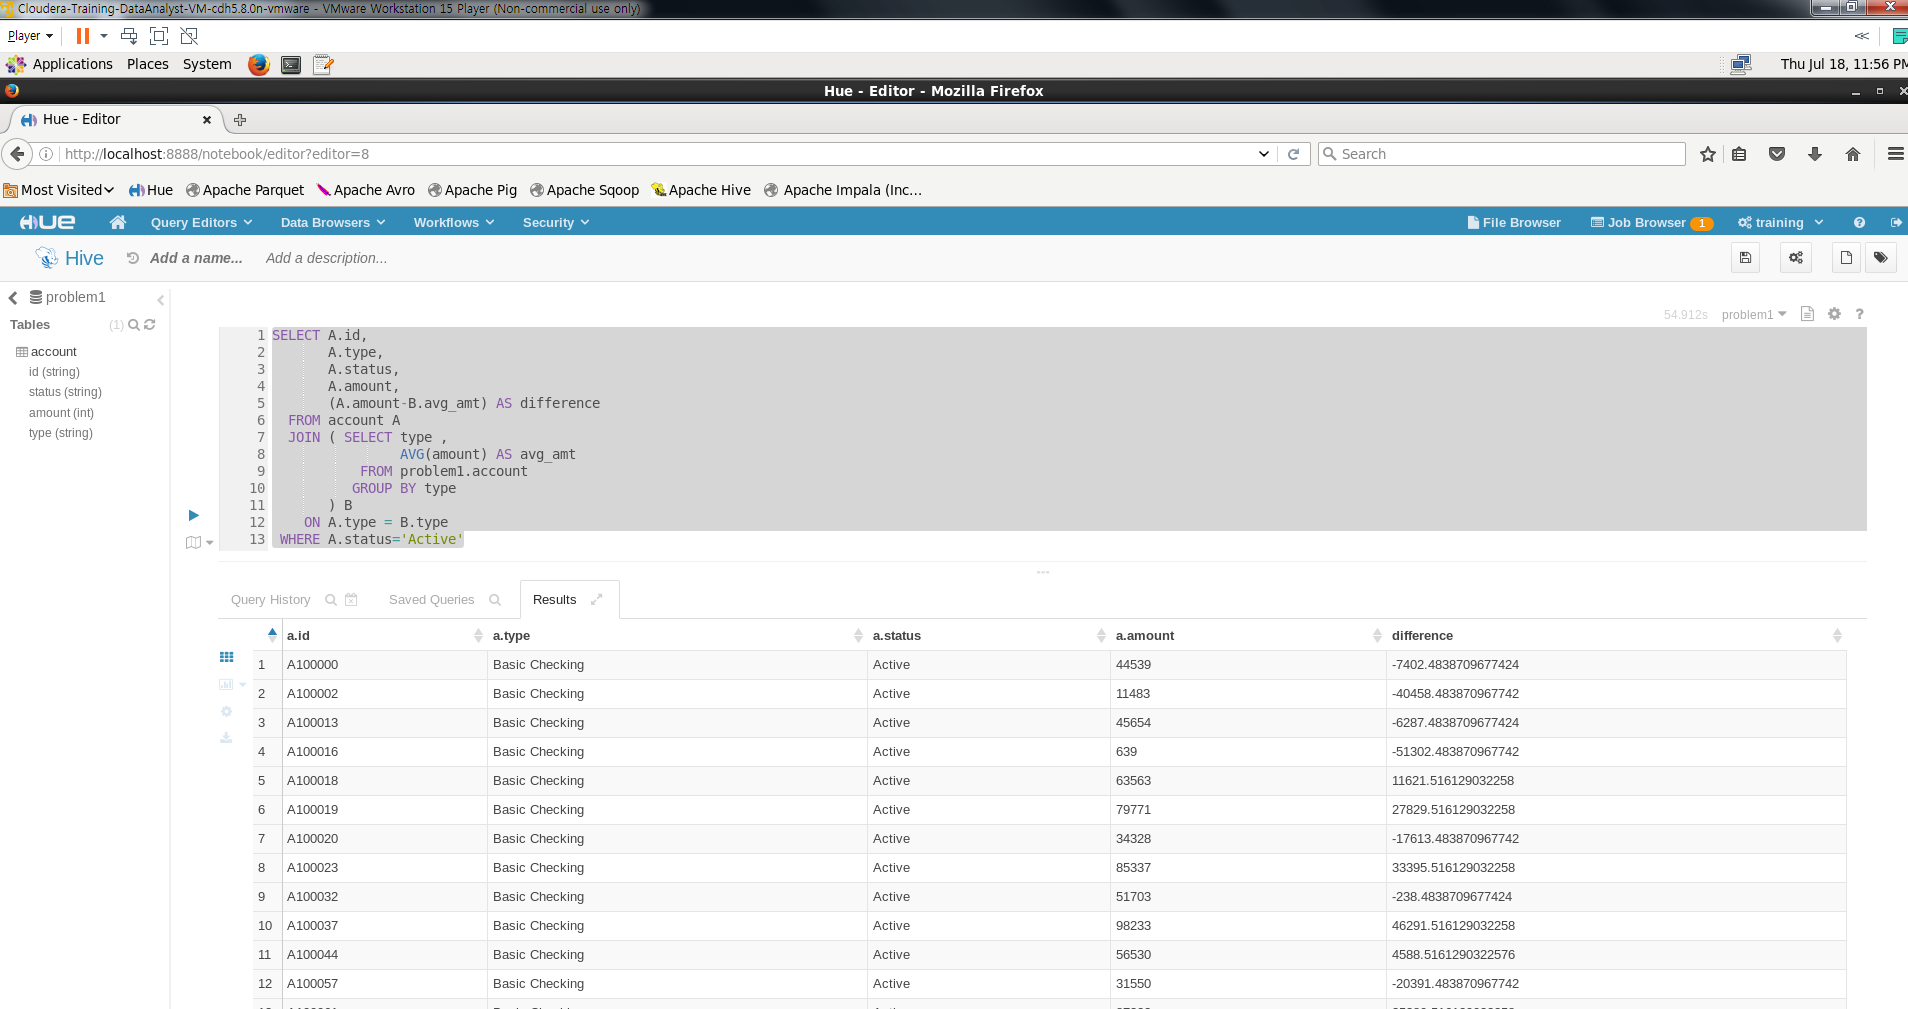 Cloudera-Training-DataAnalyst-VM-cdh5.8.0n-vmware - VMware Workstation 15 Player (Non-commercial use only)
Player
Applications Places System Thu Jul 18, 11:56 PM
Hue - Editor - Mozilla Firefox
Hue - Editor
http://localhost:8888/notebook/editor?editor=8 Search
Most Visited Hue Apache Parquet Apache Avro Apache Pig Apache Sqoop Apache Hive Apache Impala (Inc...
HUE Query Editors Data Browsers Workflows Security File Browser Job Browser 1 training
Hive Add a name... Add a description...
problem1
Tables (1)
account
id (string)
status (string)
amount (int)
type (string)
54.912s problem1 ?
1 SELECT A.id,
2 A.type,
3 A.status,
4 A.amount,
5 (A.amount-B.avg_amt) AS difference
6 FROM account A
7 JOIN ( SELECT type ,
8 AVG(amount) AS avg_amt
9 FROM problem1.account
10 GROUP BY type
11 ) B
12 ON A.type = B.type
13 WHERE A.status='Active'
Query History Saved Queries Results
a.id a.type a.status a.amount difference
1 A100000 Basic Checking Active 44539 -7402.4838709677424
2 A100002 Basic Checking Active 11483 -40458.483870967742
3 A100013 Basic Checking Active 45654 -6287.4838709677424
4 A100016 Basic Checking Active 639 -51302.483870967742
5 A100018 Basic Checking Active 63563 11621.516129032258
6 A100019 Basic Checking Active 79771 27829.516129032258
7 A100020 Basic Checking Active 34328 -17613.483870967742
8 A100023 Basic Checking Active 85337 33395.516129032258
9 A100032 Basic Checking Active 51703 -238.4838709677424
10 A100037 Basic Checking Active 98233 46291.516129032258
11 A100044 Basic Checking Active 56530 4588.5161290322576
12 A100057 Basic Checking Active 31550 -20391.483870967742